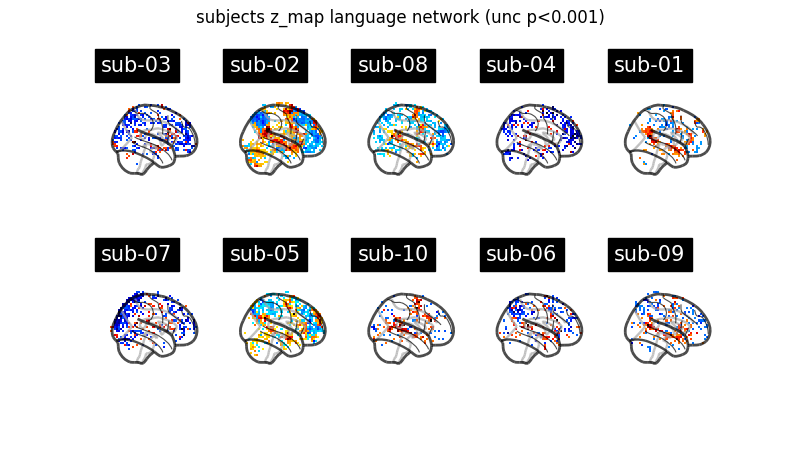 subjects z_map language network (unc p<0.001)
sub-03 sub-02 sub-08 sub-04 sub-01
sub-07 sub-05 sub-10 sub-06 sub-09